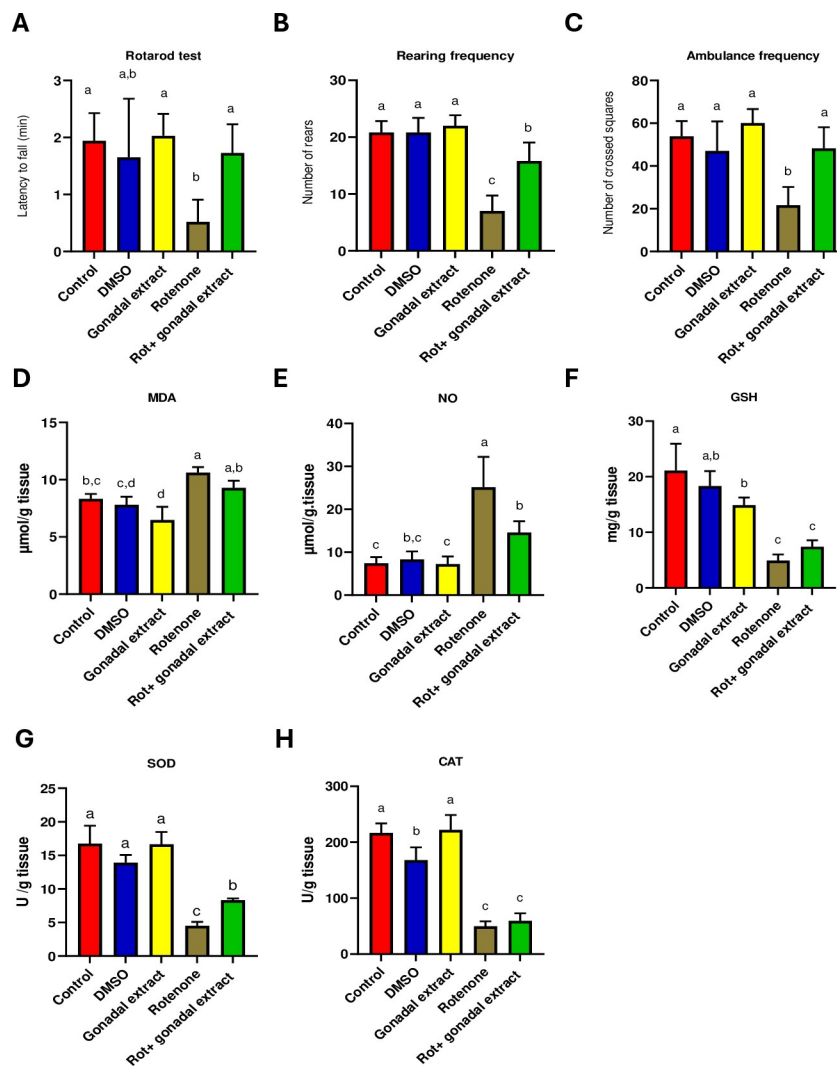 A
Rotarod test
Latency to fall (min)
3
2
1
0
a
a,b
a
b
a
Control
DMSO
Gonadal extract
Rotenone
Rot+ gonadal extract
B
Rearing frequency
Number of rears
30
20
10
0
a
a
a
c
b
Control
DMSO
Gonadal extract
Rotenone
Rot+ gonadal extract
C
Ambulance frequency
Number of crossed squares
80
60
40
20
0
a
a
a
b
a
Control
DMSO
Gonadal extract
Rotenone
Rot+ gonadal extract
D
MDA
µmol/g tissue
15
10
5
0
b,c
c,d
d
a
a,b
Control
DMSO
Gonadal extract
Rotenone
Rot+ gonadal extract
E
NO
µmol/g.tissue
40
30
20
10
0
c
b,c
c
a
b
Control
DMSO
Gonadal extract
Rotenone
Rot+ gonadal extract
F
GSH
mg/g tissue
30
20
10
0
a
a,b
b
c
c
Control
DMSO
Gonadal extract
Rotenone
Rot+ gonadal extract
G
SOD
U /g tissue
25
20
15
10
5
0
a
a
a
c
b
Control
DMSO
Gonadal extract
Rotenone
Rot+ gonadal extract
H
CAT
U/g tissue
300
200
100
0
a
b
a
c
c
Control
DMSO
Gonadal extract
Rotenone
Rot+ gonadal extract